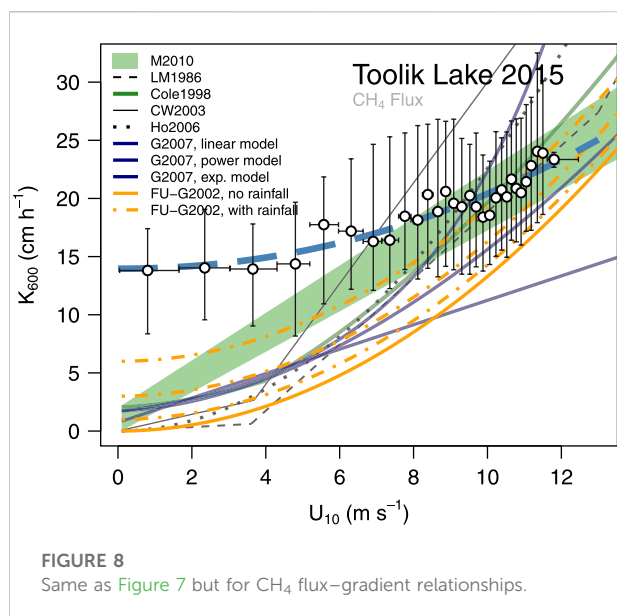 M2010
LM1986
Cole1998
CW2003
Ho2006
G2007, linear model
G2007, power model
G2007, exp. model
FU−G2002, no rainfall
FU−G2002, with rainfall
Toolik Lake 2015
CH₄ Flux
30
25
20
15
10
5
0
K₆₀₀ (cm h⁻¹)
0 2 4 6 8 10 12
U₁₀ (m s⁻¹)
FIGURE 8
Same as Figure 7 but for CH₄ flux–gradient relationships.